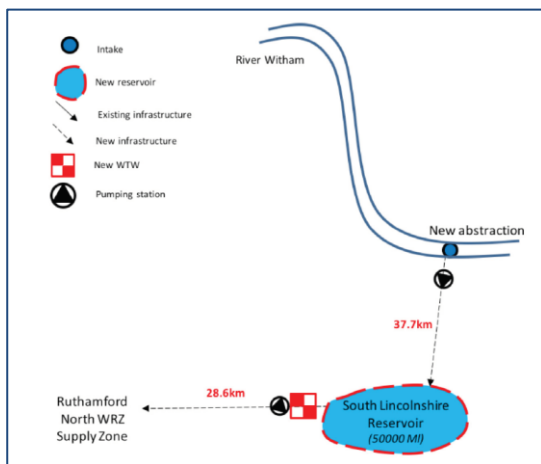 Intake
New reservoir
Existing infrastructure
New infrastructure
New WTW
Pumping station
River Witham
New abstraction
37.7km
28.6km
Ruthamford
North WRZ
Supply Zone
South Lincolnshire
Reservoir
(50000 Ml)